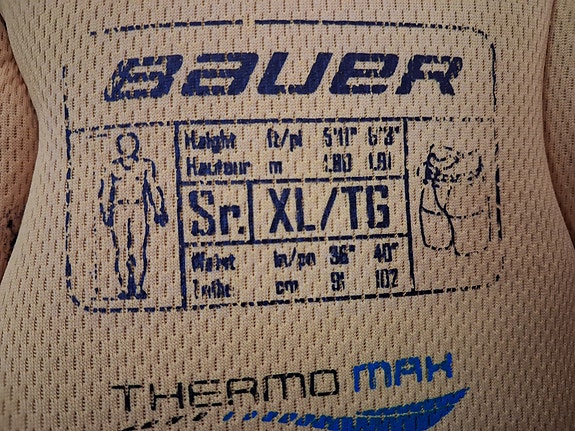 BAUER
Height ft/pi 5'11" 6'3"
Hauteur m 1.80 1.91
Sr. XL/TG
Waist in/po 36" 40"
Taille cm 91 102
THERMO MAX